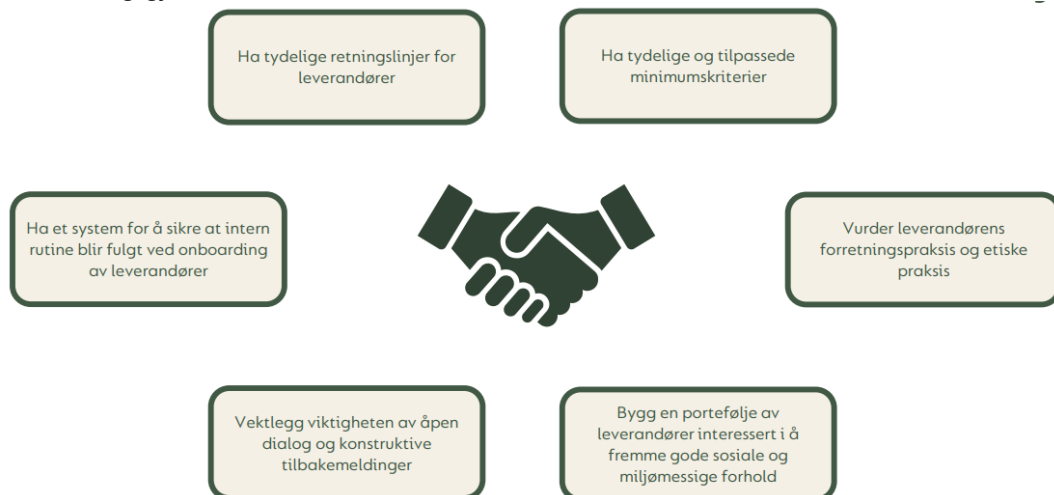 Ha tydelige retningslinjer for
leverandører
Ha tydelige og tilpassede
minimumskriterier
Ha et system for å sikre at intern
rutine blir fulgt ved onboarding
av leverandører
Vurder leverandørens
forretningspraksis og etiske
praksis
Vektlegg viktigheten av åpen
dialog og konstruktive
tilbakemeldinger
Bygg en portefølje av
leverandører interessert i å
fremme gode sosiale og
miljømessige forhold